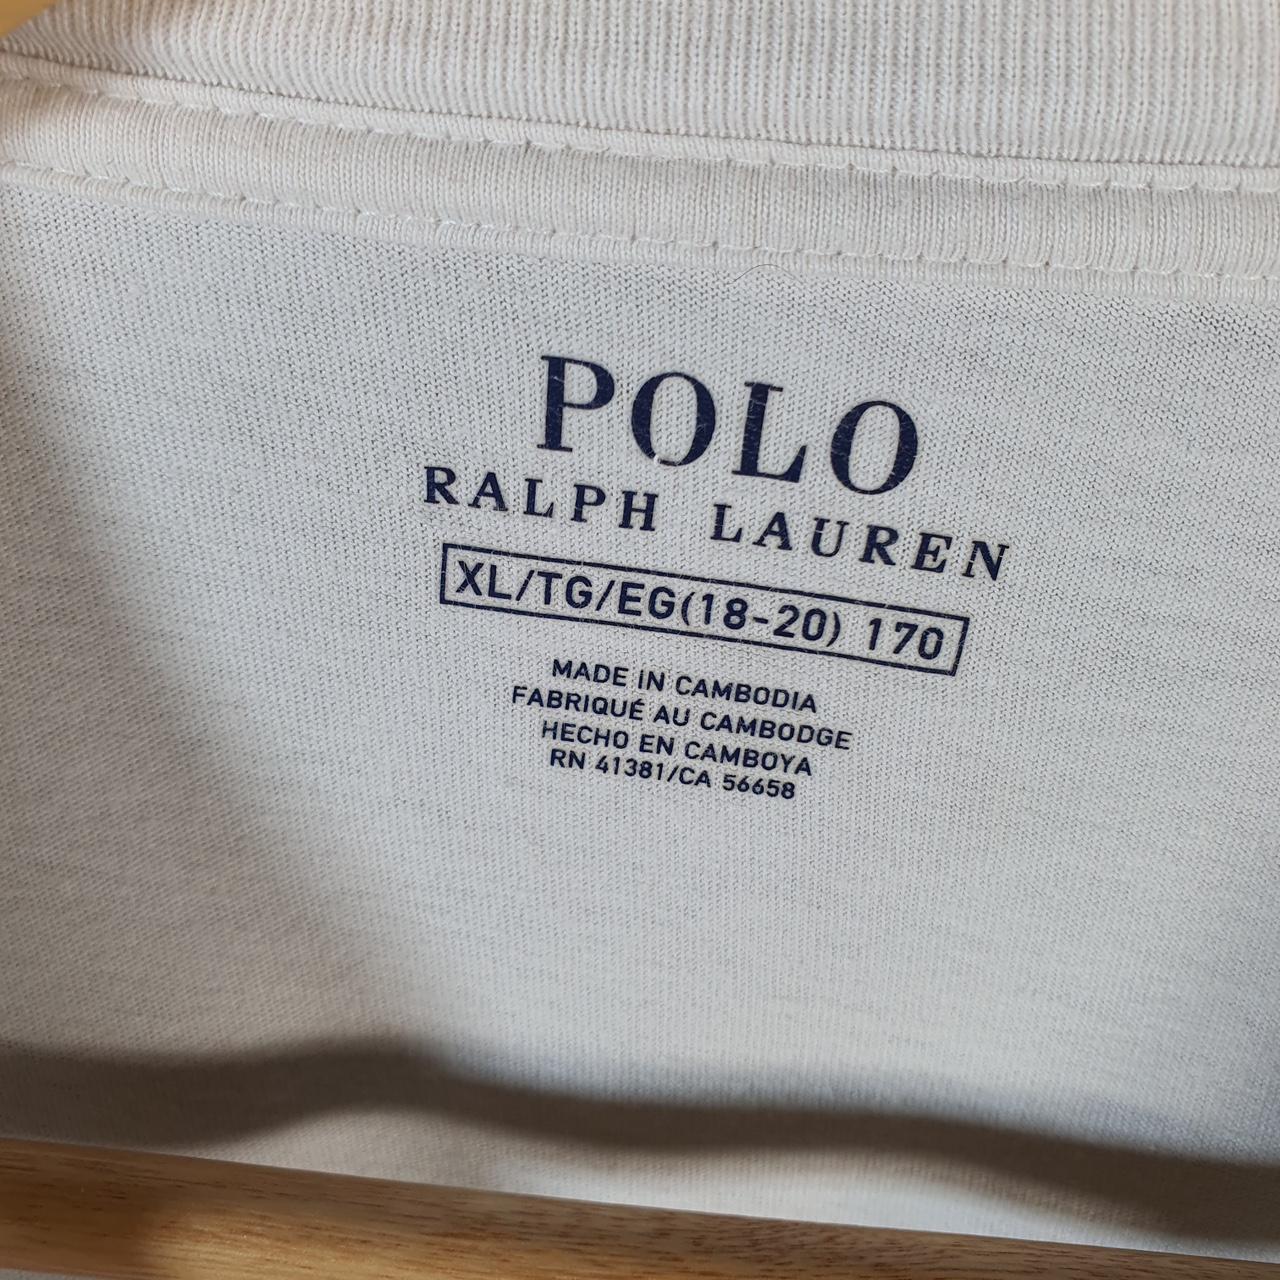 POLO
RALPH LAUREN
XL/TG/EG(18-20) 170
MADE IN CAMBODIA
FABRIQUÉ AU CAMBODGE
HECHO EN CAMBOYA
RN 41381/CA 56658